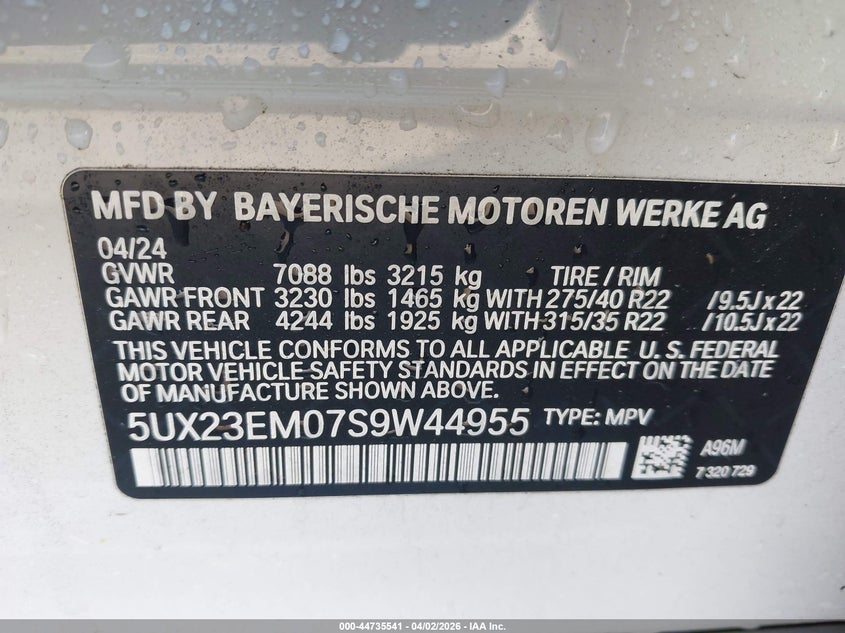 MFD BY BAYERISCHE MOTOREN WERKE AG
04/24
GVWR 7088 lbs 3215 kg TIRE / RIM
GAWR FRONT 3230 lbs 1465 kg WITH 275/40 R22 /9.5J x 22
GAWR REAR 4244 lbs 1925 kg WITH 315/35 R22 /10.5J x 22
THIS VEHICLE CONFORMS TO ALL APPLICABLE U. S. FEDERAL
MOTOR VEHICLE SAFETY STANDARDS IN EFFECT ON THE DATE
OF MANUFACTURE SHOWN ABOVE.
5UX23EM07S9W44955 TYPE: MPV
A96M
7 320 729
000-44735541 - 04/02/2026 - IAA Inc.